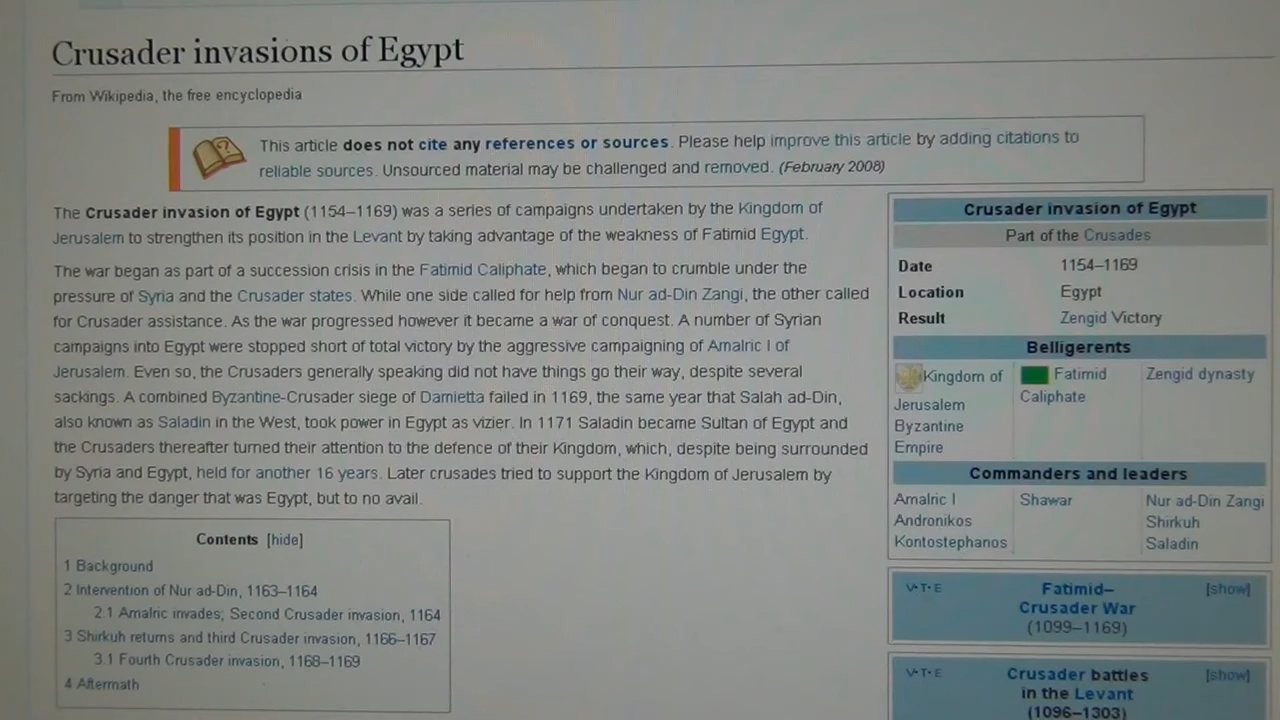 Crusader invasions of Egypt
From Wikipedia, the free encyclopedia
This article does not cite any references or sources. Please help improve this article by adding citations to
reliable sources. Unsourced material may be challenged and removed. (February 2008)
The Crusader invasion of Egypt (1154–1169) was a series of campaigns undertaken by the Kingdom of
Jerusalem to strengthen its position in the Levant by taking advantage of the weakness of Fatimid Egypt.
The war began as part of a succession crisis in the Fatimid Caliphate, which began to crumble under the
pressure of Syria and the Crusader states. While one side called for help from Nur ad-Din Zangi, the other called
for Crusader assistance. As the war progressed however it became a war of conquest. A number of Syrian
campaigns into Egypt were stopped short of total victory by the aggressive campaigning of Amalric I of
Jerusalem. Even so, the Crusaders generally speaking did not have things go their way, despite several
sackings. A combined Byzantine-Crusader siege of Damietta failed in 1169, the same year that Salah ad-Din,
also known as Saladin in the West, took power in Egypt as vizier. In 1171 Saladin became Sultan of Egypt and
the Crusaders thereafter turned their attention to the defence of their Kingdom, which, despite being surrounded
by Syria and Egypt, held for another 16 years. Later crusades tried to support the Kingdom of Jerusalem by
targeting the danger that was Egypt, but to no avail.
Contents [hide]
1 Background
2 Intervention of Nur ad-Din, 1163–1164
2.1 Amalric invades; Second Crusader invasion, 1164
3 Shirkuh returns and third Crusader invasion, 1166–1167
3.1 Fourth Crusader invasion, 1168–1169
4 Aftermath
Crusader invasion of Egypt
Part of the Crusades
Date 1154–1169
Location Egypt
Result Zengid Victory
Belligerents
Kingdom of
Jerusalem
Byzantine
Empire
Fatimid
Caliphate
Zengid dynasty
Commanders and leaders
Amalric I
Andronikos
Kontostephanos
Shawar
Nur ad-Din Zangi
Shirkuh
Saladin
V·T·E Fatimid– [show]
Crusader War
(1099–1169)
V·T·E Crusader battles [show]
in the Levant
(1096–1303)